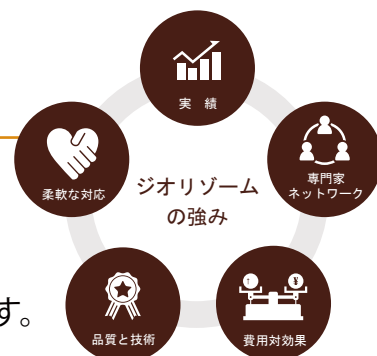 実 績
柔軟な対応
専門家
ネットワーク
ジオリゾーム
の強み
す。
品質と技術
費用対効果
¥